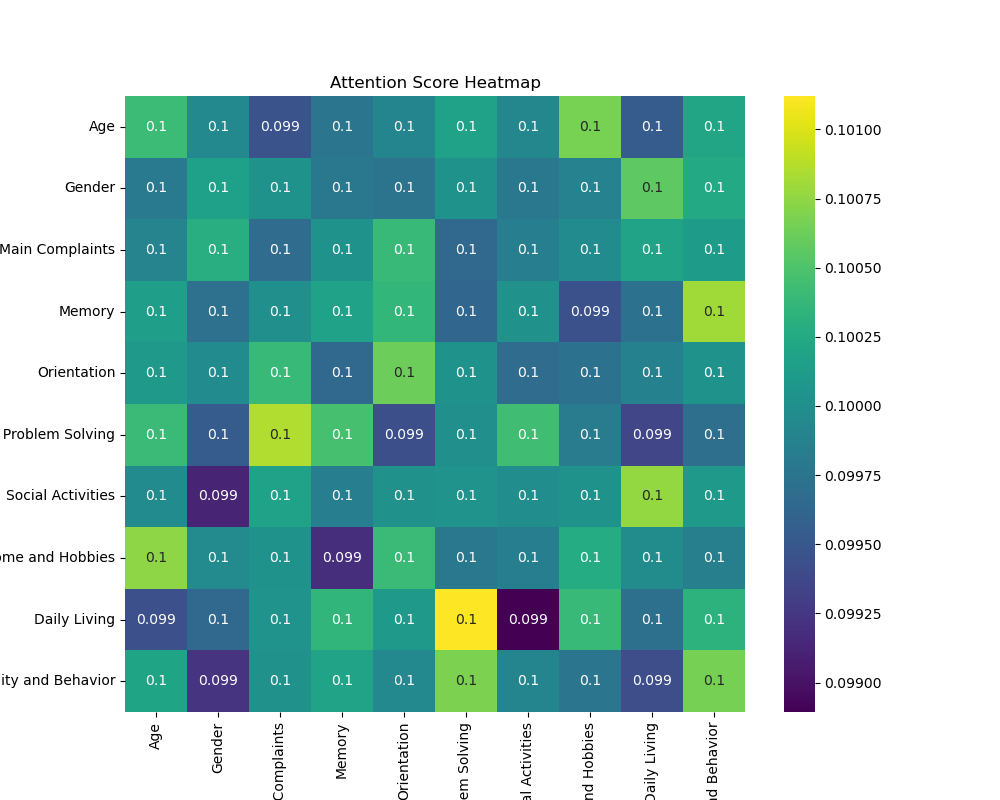 Attention Score Heatmap
Age 0.1 0.1 0.099 0.1 0.1 0.1 0.1 0.1 0.1 0.1
Gender 0.1 0.1 0.1 0.1 0.1 0.1 0.1 0.1 0.1 0.1
Main Complaints 0.1 0.1 0.1 0.1 0.1 0.1 0.1 0.1 0.1 0.1
Memory 0.1 0.1 0.1 0.1 0.1 0.1 0.1 0.099 0.1 0.1
Orientation 0.1 0.1 0.1 0.1 0.1 0.1 0.1 0.1 0.1 0.1
Problem Solving 0.1 0.1 0.1 0.1 0.099 0.1 0.1 0.1 0.099 0.1
Social Activities 0.1 0.099 0.1 0.1 0.1 0.1 0.1 0.1 0.1 0.1
ome and Hobbies 0.1 0.1 0.1 0.099 0.1 0.1 0.1 0.1 0.1 0.1
Daily Living 0.099 0.1 0.1 0.1 0.1 0.1 0.099 0.1 0.1 0.1
ity and Behavior 0.1 0.099 0.1 0.1 0.1 0.1 0.1 0.1 0.099 0.1
Age
Gender
Complaints
Memory
Orientation
em Solving
al Activities
nd Hobbies
Daily Living
nd Behavior
0.10100
0.10075
0.10050
0.10025
0.10000
0.09975
0.09950
0.09925
0.09900